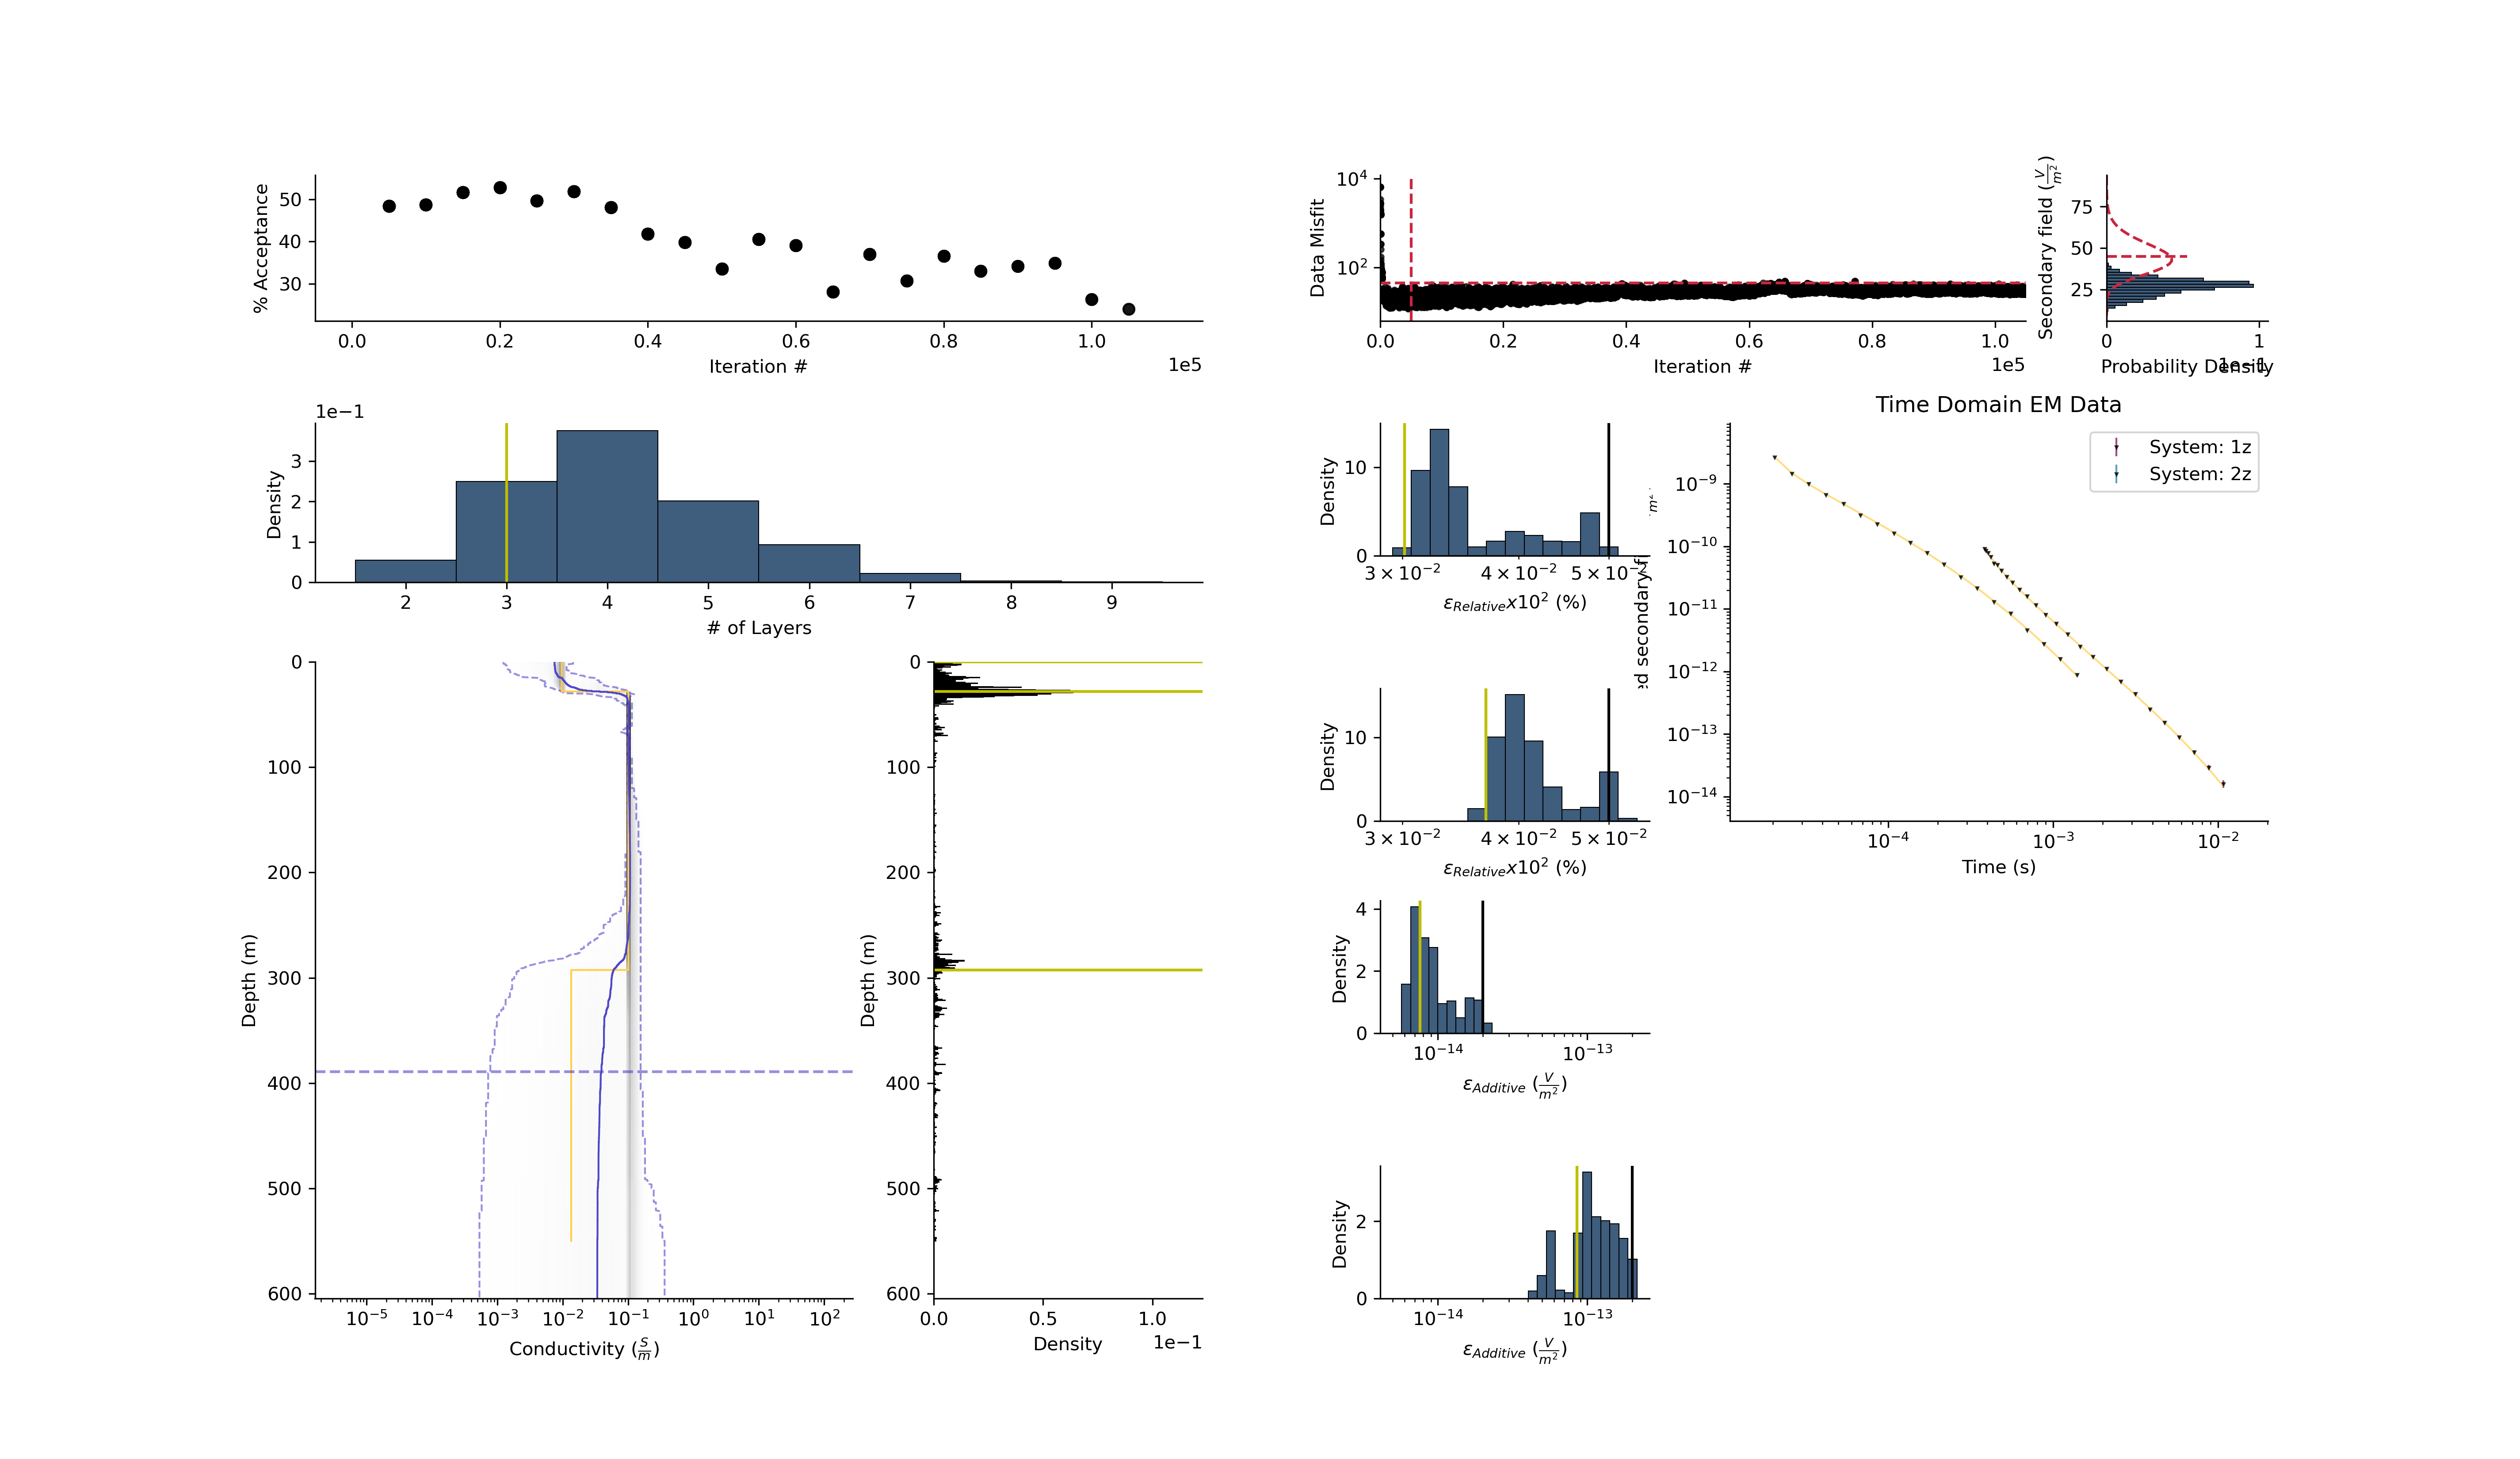 % Acceptance
50
40
30
0.0 0.2 0.4 0.6 0.8 1.0
Iteration #
1e5
Data Misfit
10⁴
10²
0.0 0.2 0.4 0.6 0.8 1.0
Iteration #
1e5
Secondary field (V/m²)
75
50
25
0 1
Probability Density
1e−1
1e−1
Density
3
2
1
0
2 3 4 5 6 7 8 9
# of Layers
Density
10
0
3 × 10⁻² 4 × 10⁻² 5 × 10⁻²
ε_Relative x10² (%)
Time Domain EM Data
System: 1z
System: 2z
ed secondary f
m²
10⁻⁹
10⁻¹⁰
10⁻¹¹
10⁻¹²
10⁻¹³
10⁻¹⁴
10⁻⁴ 10⁻³ 10⁻²
Time (s)
Depth (m)
0
100
200
300
400
500
600
10⁻⁵ 10⁻⁴ 10⁻³ 10⁻² 10⁻¹ 10⁰ 10¹ 10²
Conductivity (S/m)
Depth (m)
0
100
200
300
400
500
600
0.0 0.5 1.0
Density
1e−1
Density
10
0
3 × 10⁻² 4 × 10⁻² 5 × 10⁻²
ε_Relative x10² (%)
Density
4
2
0
10⁻¹⁴ 10⁻¹³
ε_Additive (V/m²)
Density
2
0
10⁻¹⁴ 10⁻¹³
ε_Additive (V/m²)